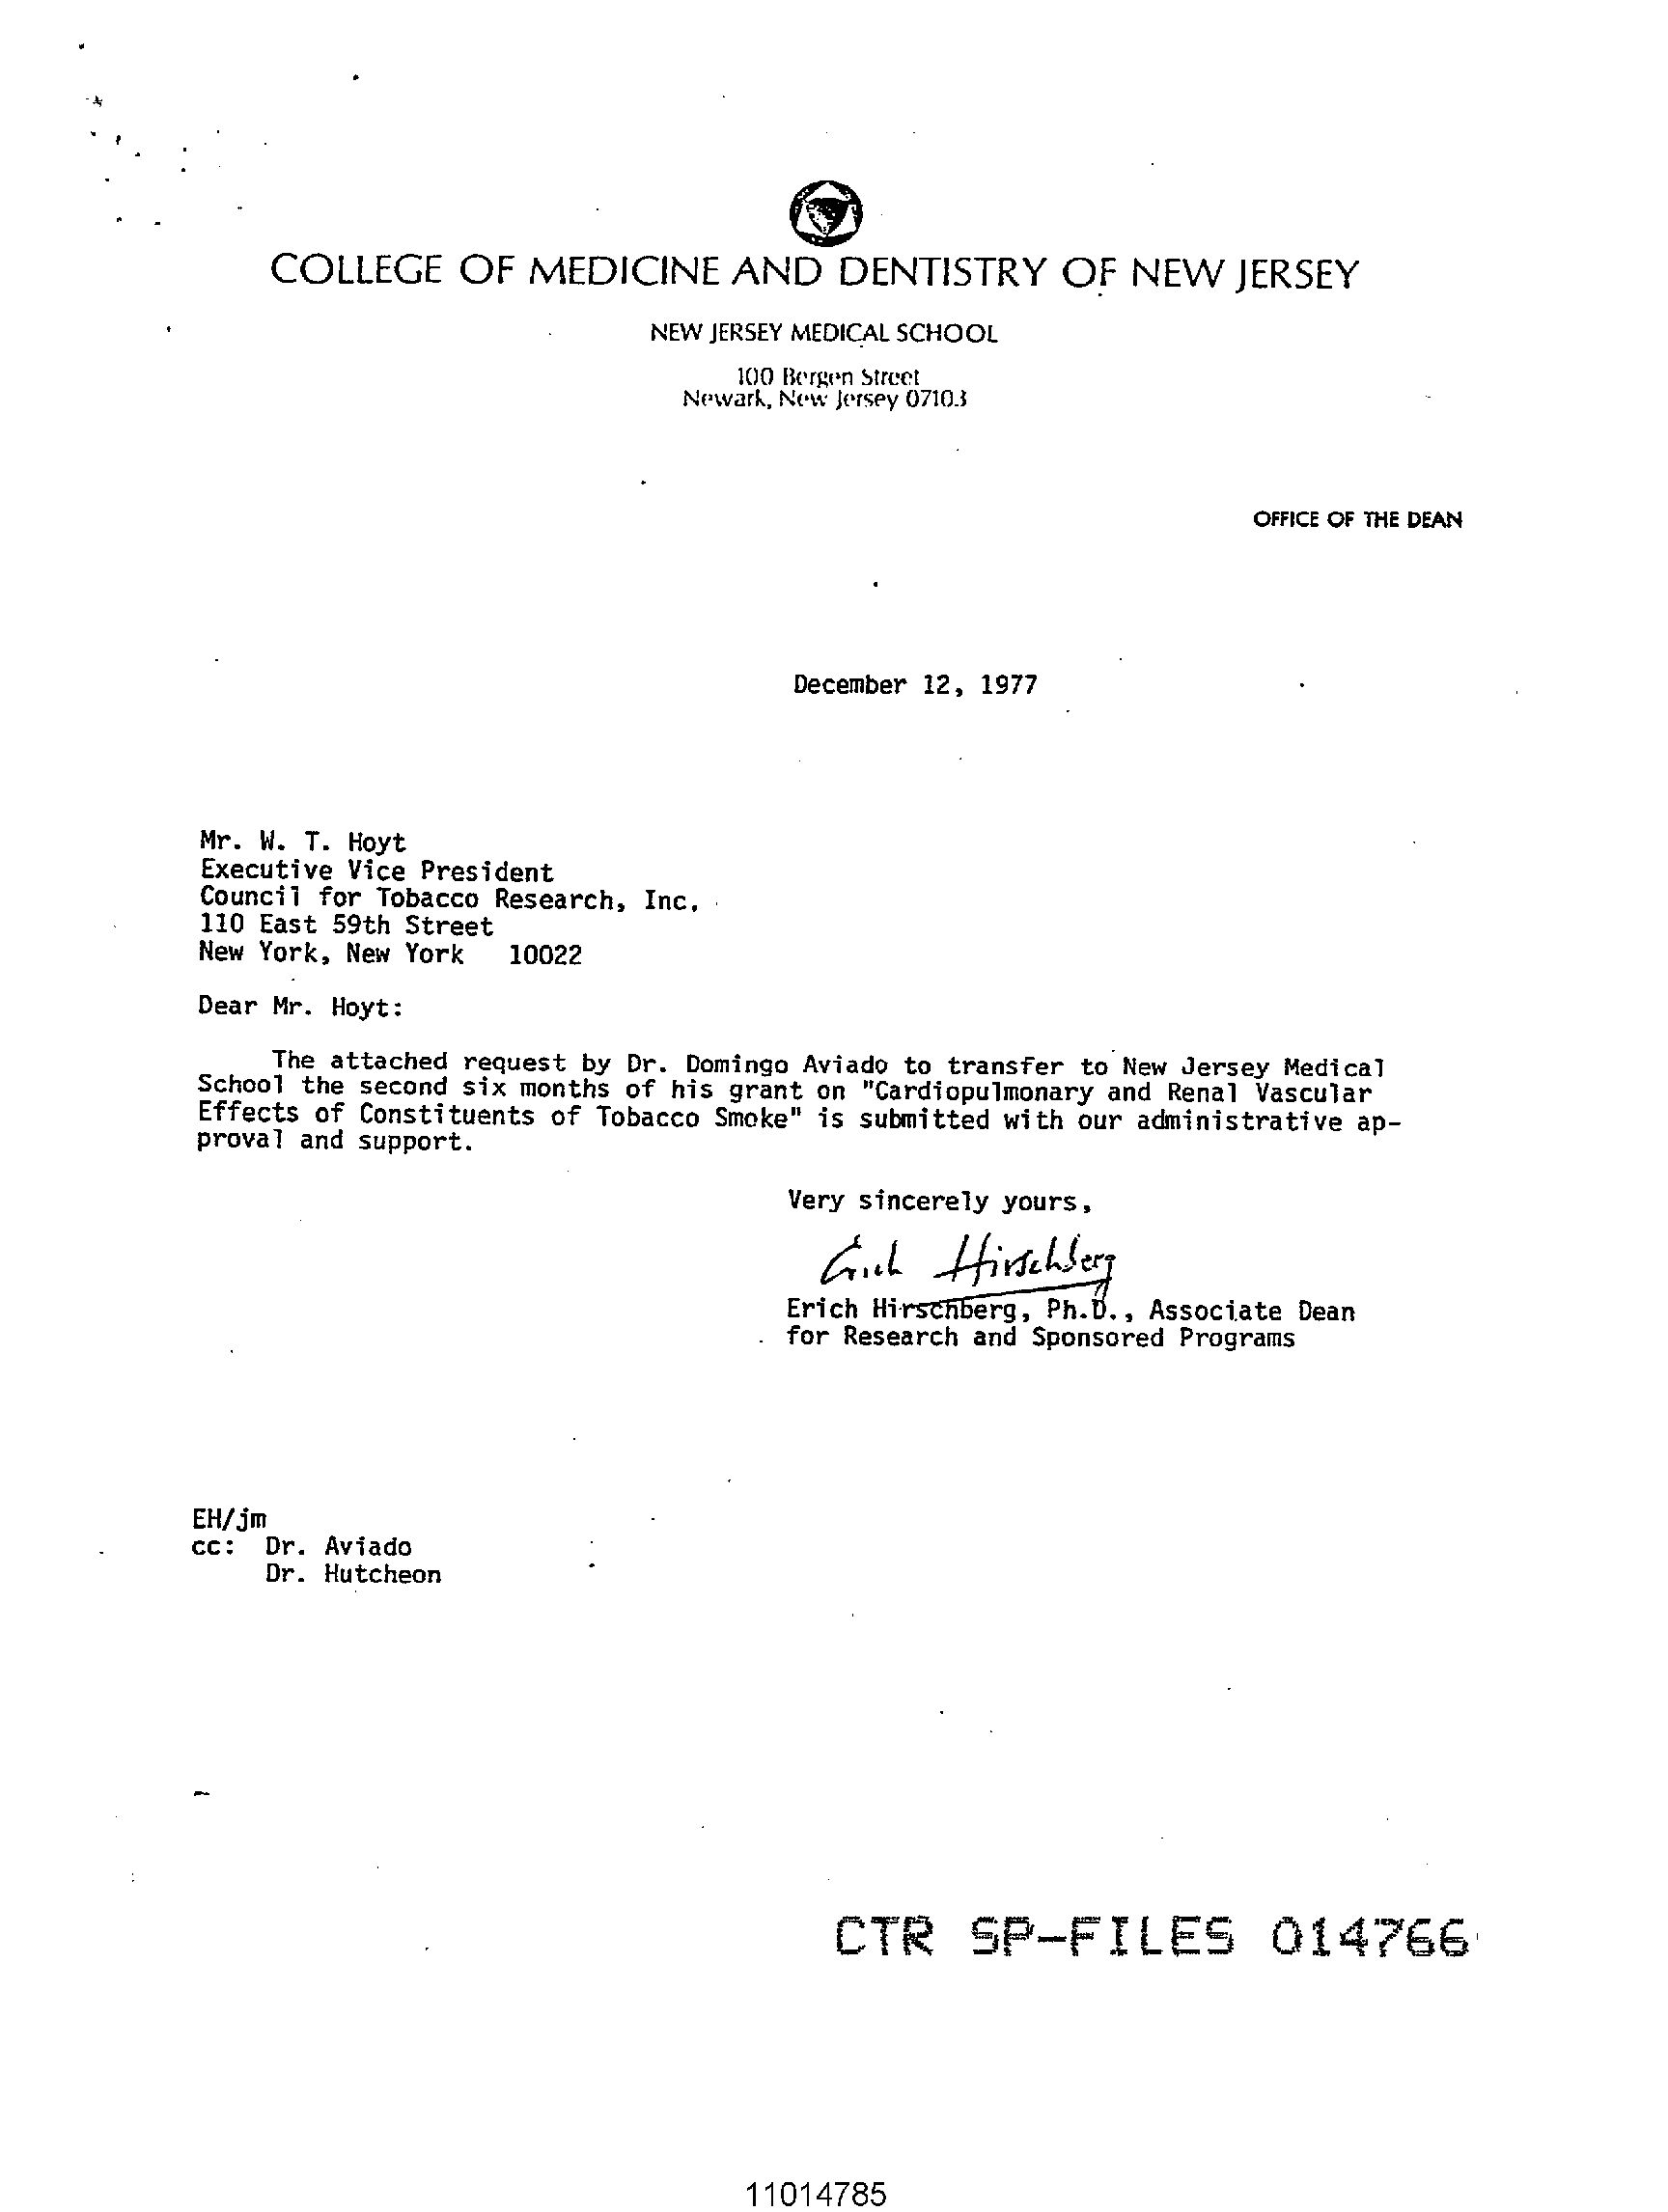 COLLEGE OF MEDICINE AND DENTISTRY OF NEW JERSEY
NEW JERSEY MEDICAL SCHOOL
100 Bergen Street
Newark, New Jersey 07103
OFFICE OF THE DEAN
December 12, 1977
Mr. W. T. Hoyt
Executive Vice President
Council for Tobacco Research, Inc.
110 East 59th Street
New York, New York 10022
Dear Mr. Hoyt:
The attached request by Dr. Domingo Aviado to transfer to New Jersey Medical
School the second six months of his grant on "Cardiopulmonary and Renal Vascular
Effects of Constituents of Tobacco Smoke" is submitted with our administrative ap-
proval and support.
Very sincerely yours,
Erich Hirschberg
Erich Hirschberg, Ph.D., Associate Dean
for Research and Sponsored Programs
EH/jm
cc: Dr. Aviado
Dr. Hutcheon
CTR SP-FILES 014766
11014785